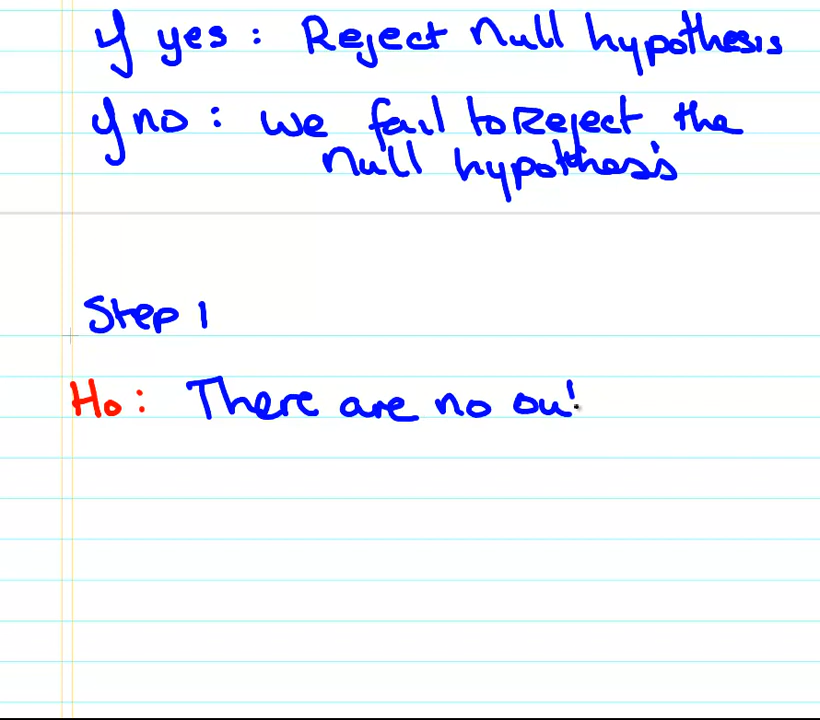 If yes: Reject Null hypothesis
If no: we fail to Reject the
Null hypothesis
Step 1
Ho: There are no